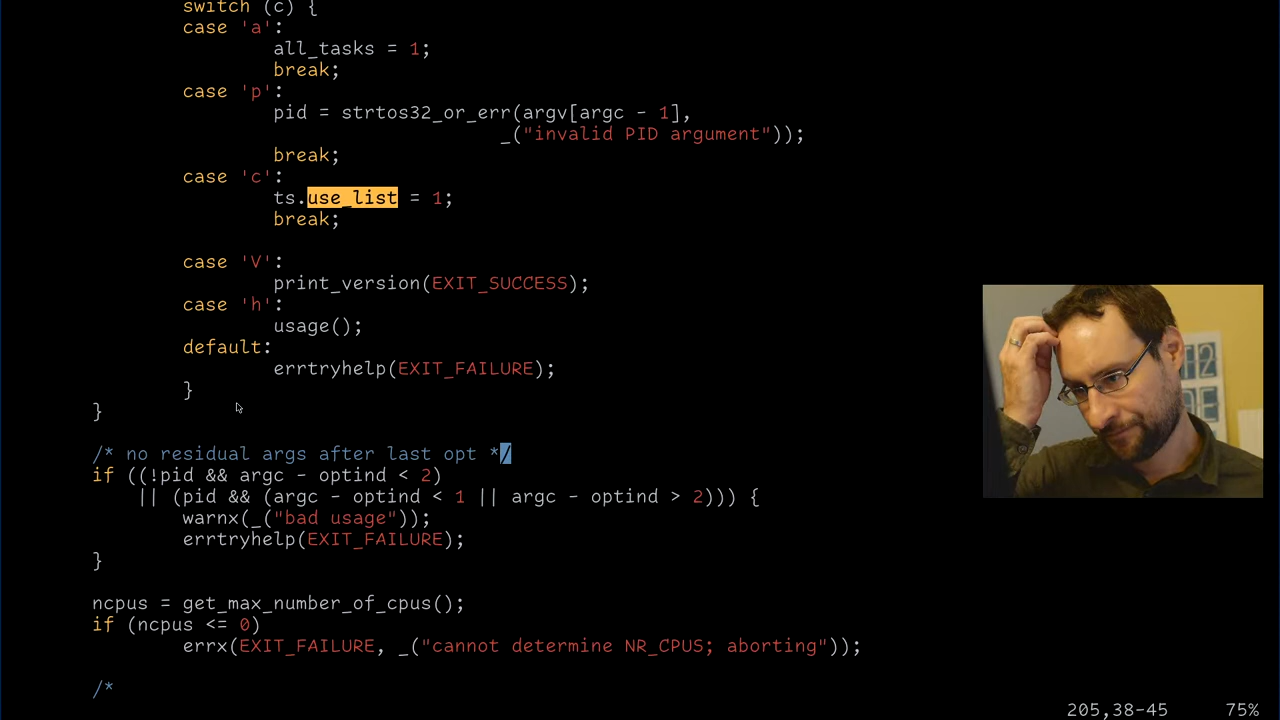 switch (c) {
case 'a':
all_tasks = 1;
break;
case 'p':
pid = strtos32_or_err(argv[argc - 1],
_("invalid PID argument"));
break;
case 'c':
ts.use_list = 1;
break;
case 'V':
print_version(EXIT_SUCCESS);
case 'h':
usage();
default:
errtryhelp(EXIT_FAILURE);
}
}
/* no residual args after last opt */
if ((!pid && argc - optind < 2)
|| (pid && (argc - optind < 1 || argc - optind > 2))) {
warnx(_("bad usage"));
errtryhelp(EXIT_FAILURE);
}
ncpus = get_max_number_of_cpus();
if (ncpus <= 0)
errx(EXIT_FAILURE, _("cannot determine NR_CPUS; aborting"));
/*
205,38-45 75%